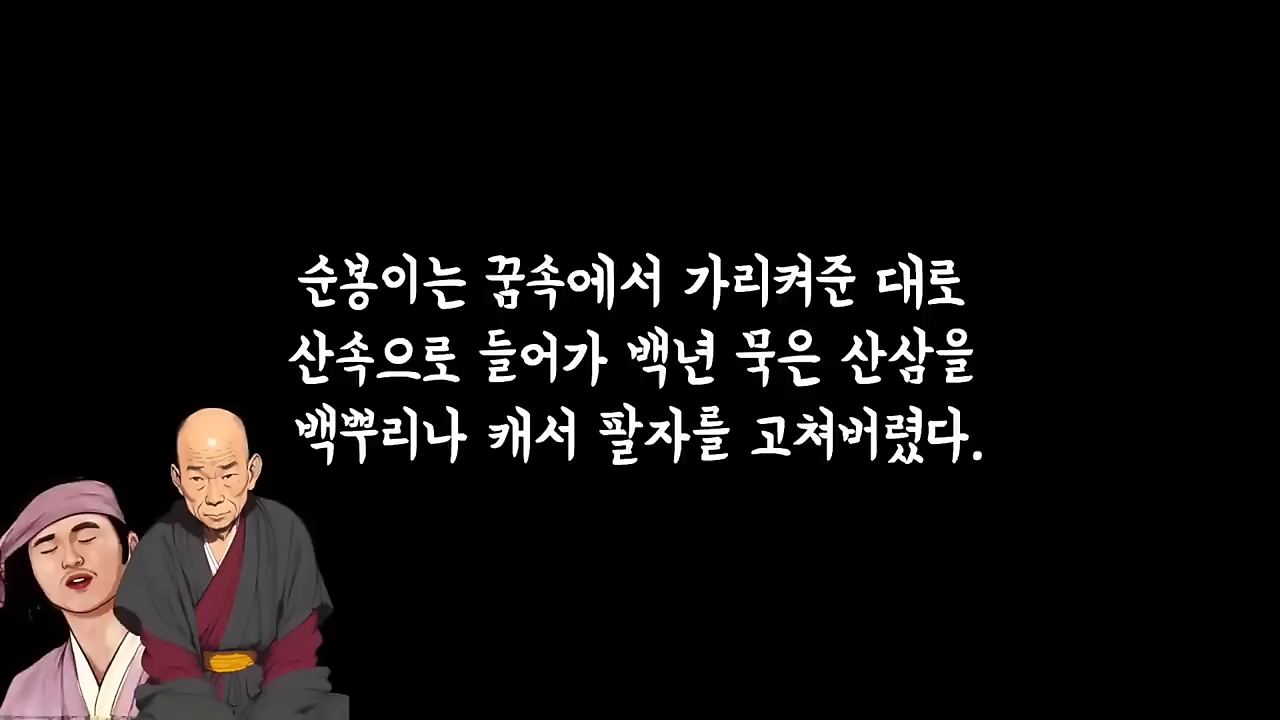 순봉이는 꿈속에서 가리켜준 대로
산속으로 들어가 백년 묵은 산삼을
백뿌리나 캐서 팔자를 고쳐버렸다.